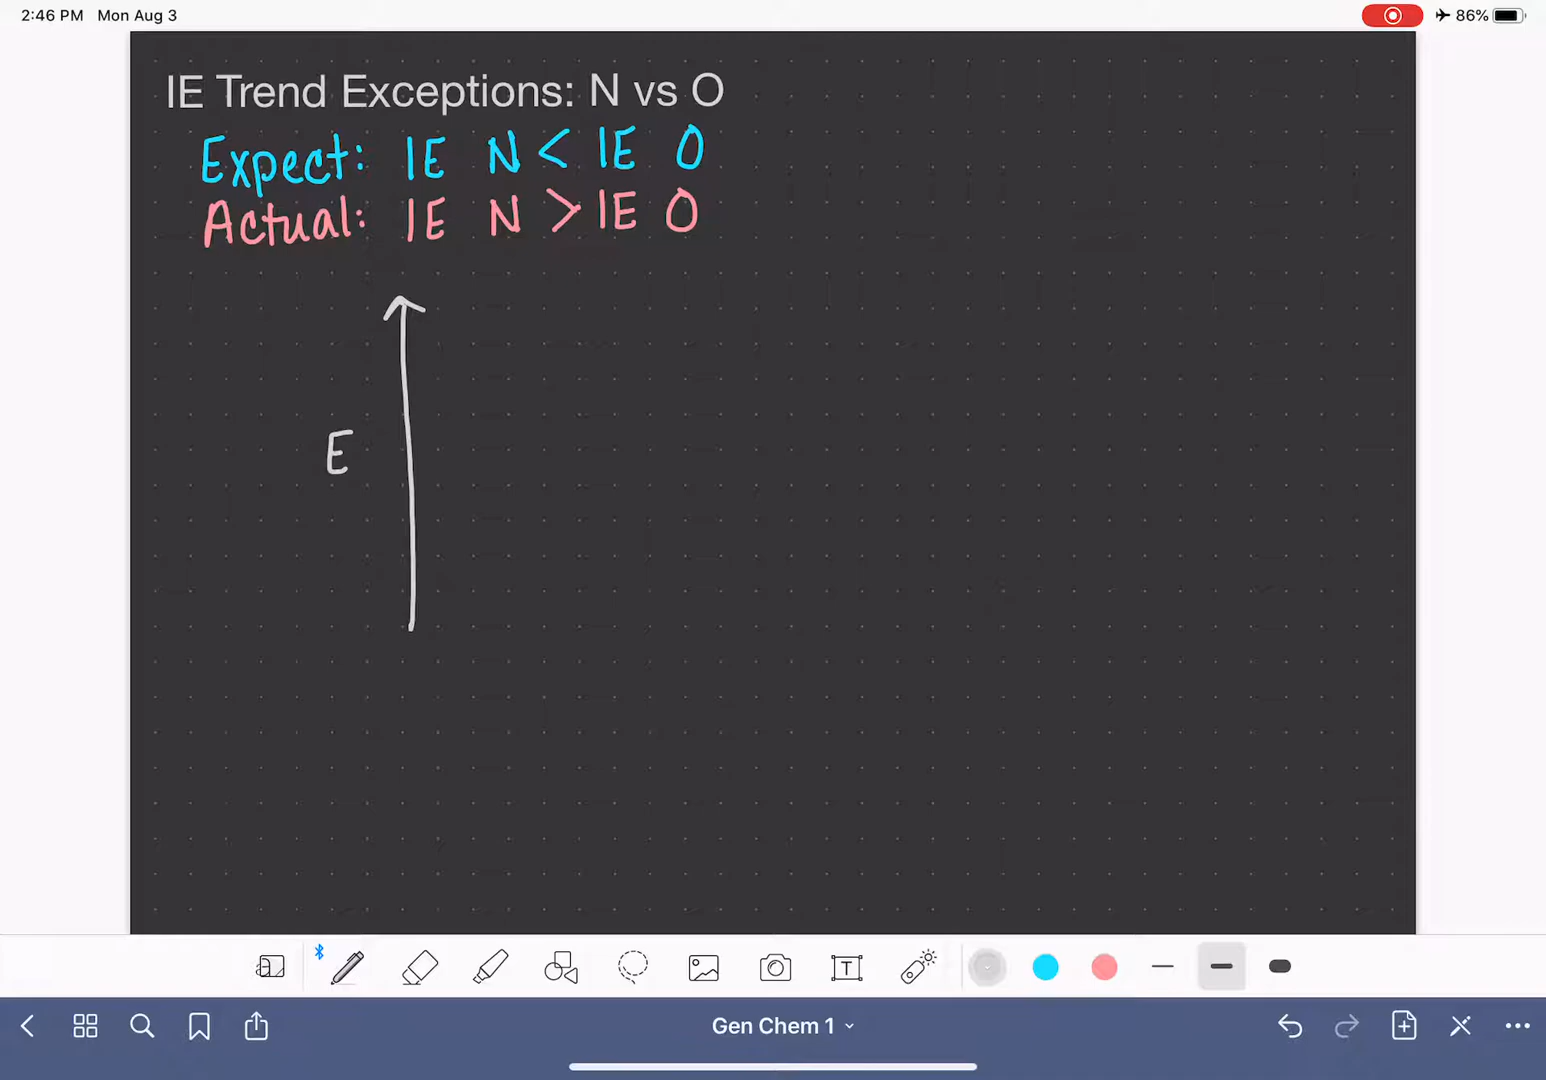 2:46 PM Mon Aug 3
86%
IE Trend Exceptions: N vs O
Expect: IE N < IE O
Actual: IE N > IE O
E
T
Gen Chem 1